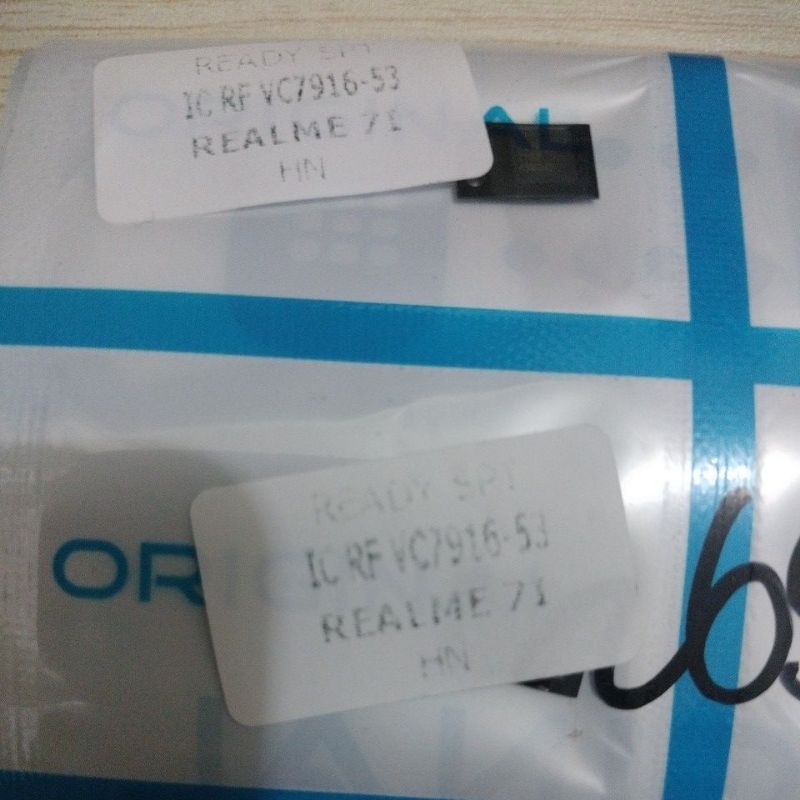 READY SPT
IC RF VC7916-53
REALME 7I
HN
AL
READY SPT
IC RF VC7916-53
REALME 7I
HN
ORI